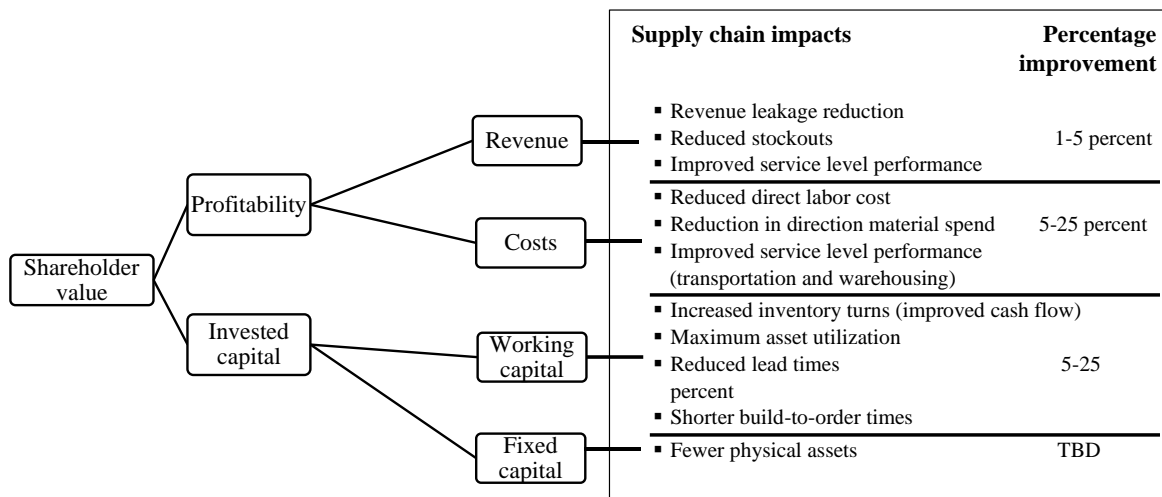 Supply chain impacts
Percentage
improvement
▪ Revenue leakage reduction
▪ Reduced stockouts
▪ Improved service level performance
1-5 percent
Revenue
Profitability
▪ Reduced direct labor cost
▪ Reduction in direction material spend
▪ Improved service level performance
(transportation and warehousing)
5-25 percent
Costs
Shareholder
value
Invested
capital
Working
capital
▪ Increased inventory turns (improved cash flow)
▪ Maximum asset utilization
▪ Reduced lead times
5-25
percent
▪ Shorter build-to-order times
Fixed
capital
▪ Fewer physical assets
TBD